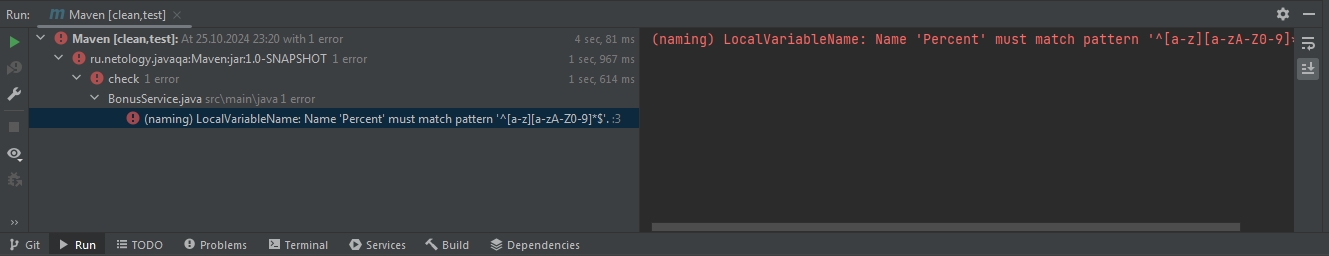 Run: m Maven [clean,test] ×
Maven [clean,test]: At 25.10.2024 23:20 with 1 error 4 sec, 81 ms
ru.netology.javaqa:Maven:jar:1.0-SNAPSHOT 1 error 1 sec, 967 ms
check 1 error 1 sec, 614 ms
BonusService.java src\main\java 1 error
(naming) LocalVariableName: Name 'Percent' must match pattern '^[a-z][a-zA-Z0-9]*$'. :3
(naming) LocalVariableName: Name 'Percent' must match pattern '^[a-z][a-zA-Z0-9]*
Git Run TODO Problems Terminal Services Build Dependencies